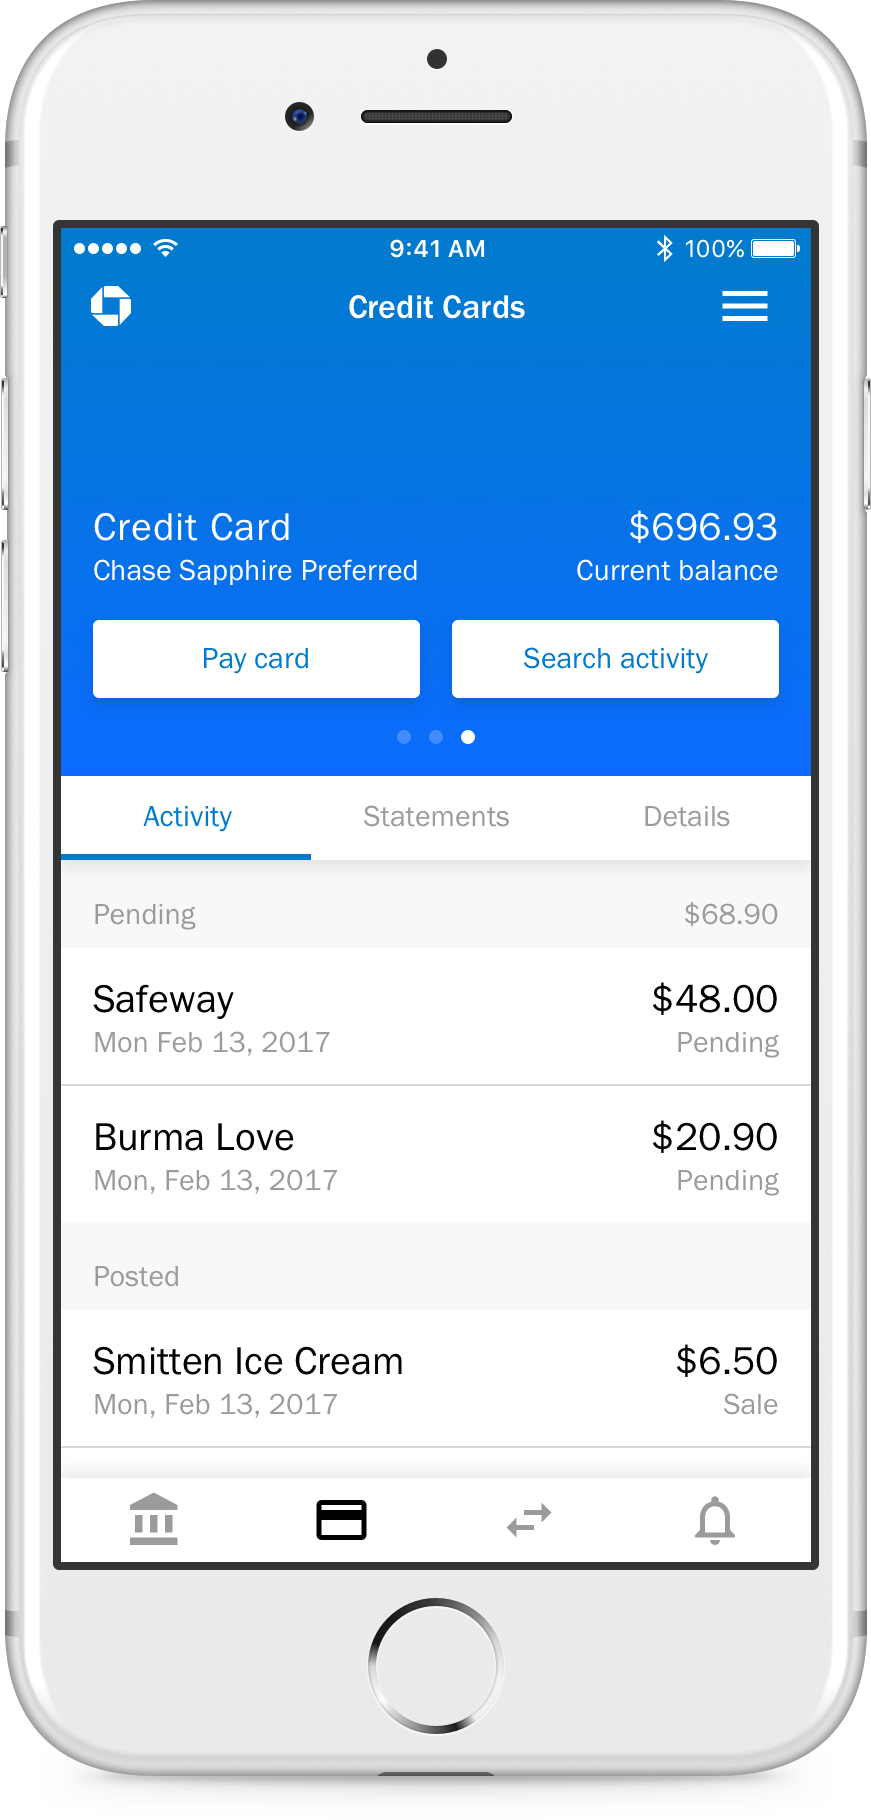 9:41 AM 100%
Credit Cards
Credit Card $696.93
Chase Sapphire Preferred Current balance
Pay card Search activity
Activity Statements Details
Pending $68.90
Safeway $48.00
Mon Feb 13, 2017 Pending
Burma Love $20.90
Mon, Feb 13, 2017 Pending
Posted
Smitten Ice Cream $6.50
Mon, Feb 13, 2017 Sale